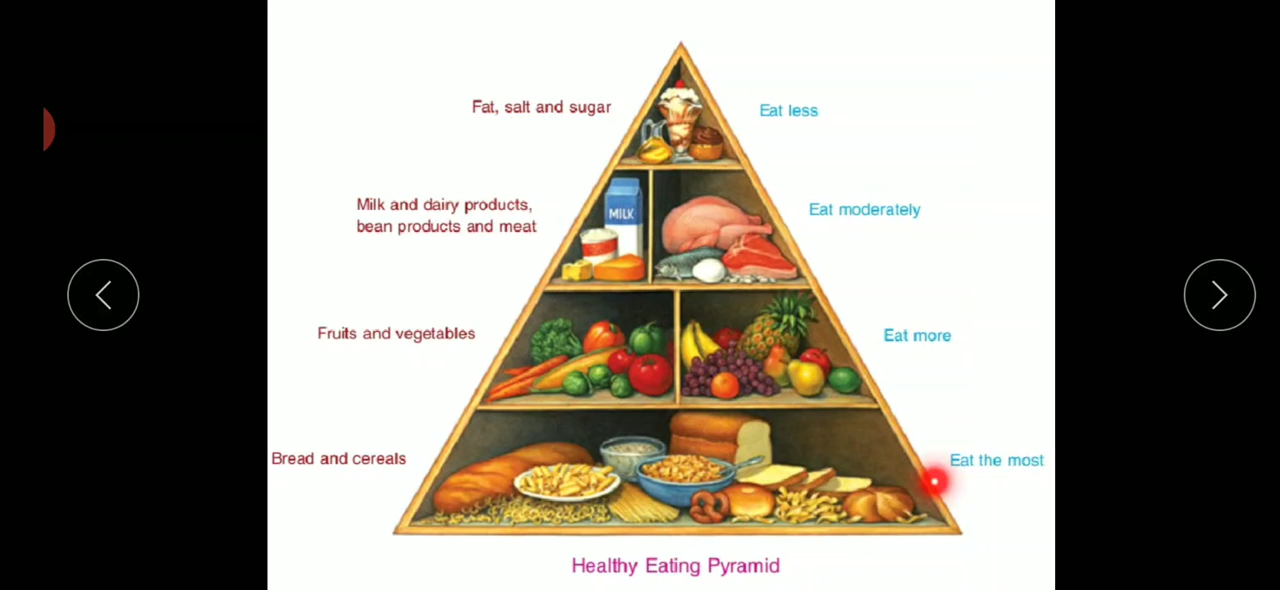 Fat, salt and sugar
Eat less
Milk and dairy products,
bean products and meat
Eat moderately
MILK
Fruits and vegetables
Eat more
Bread and cereals
Eat the most
Healthy Eating Pyramid